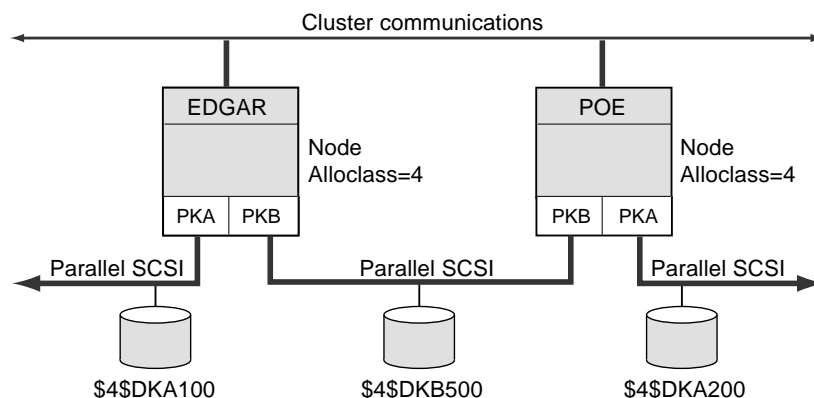 Cluster communications
EDGAR
POE
Node
Alloclass=4
Node
Alloclass=4
PKA
PKB
PKB
PKA
Parallel SCSI
Parallel SCSI
Parallel SCSI
$4$DKA100
$4$DKB500
$4$DKA200